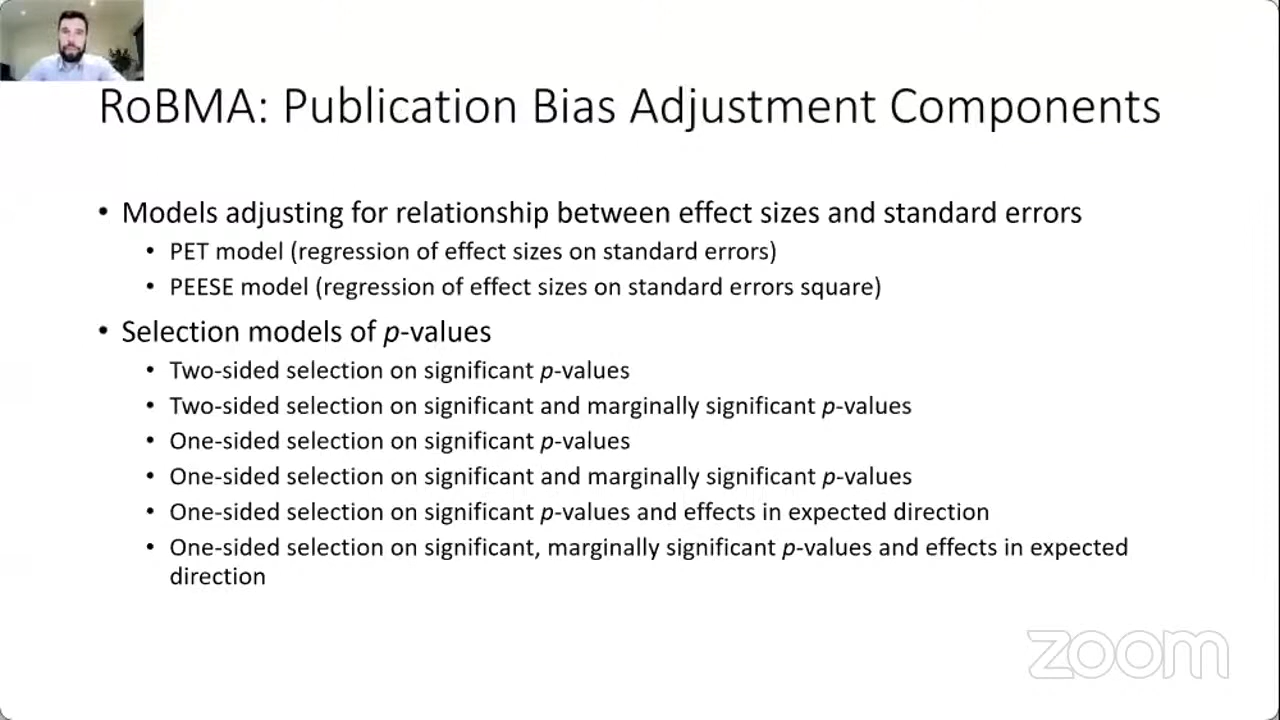 RoBMA: Publication Bias Adjustment Components
• Models adjusting for relationship between effect sizes and standard errors
• PET model (regression of effect sizes on standard errors)
• PEESE model (regression of effect sizes on standard errors square)
• Selection models of p-values
• Two-sided selection on significant p-values
• Two-sided selection on significant and marginally significant p-values
• One-sided selection on significant p-values
• One-sided selection on significant and marginally significant p-values
• One-sided selection on significant p-values and effects in expected direction
• One-sided selection on significant, marginally significant p-values and effects in expected
direction
zoom